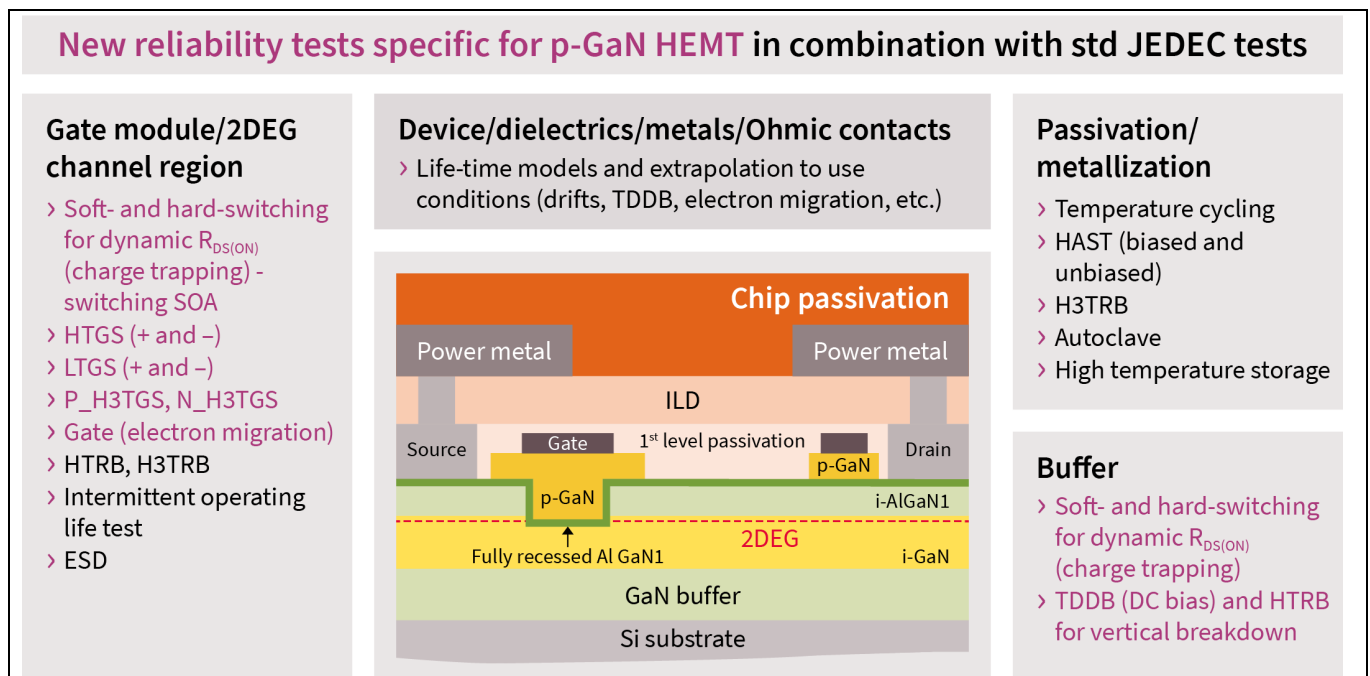 New reliability tests specific for p-GaN HEMT in combination with std JEDEC tests
Gate module/2DEG
channel region
› Soft- and hard-switching
for dynamic RDS(ON)
(charge trapping) -
switching SOA
› HTGS (+ and –)
› LTGS (+ and –)
› P_H3TGS, N_H3TGS
› Gate (electron migration)
› HTRB, H3TRB
› Intermittent operating
life test
› ESD
Device/dielectrics/metals/Ohmic contacts
› Life-time models and extrapolation to use
conditions (drifts, TDDB, electron migration, etc.)
Chip passivation
Power metal
Power metal
ILD
Source
Gate
1st level passivation
p-GaN
Drain
p-GaN
i-AlGaN1
2DEG
Fully recessed Al GaN1
i-GaN
GaN buffer
Si substrate
Passivation/
metallization
› Temperature cycling
› HAST (biased and
unbiased)
› H3TRB
› Autoclave
› High temperature storage
Buffer
› Soft- and hard-switching
for dynamic RDS(ON)
(charge trapping)
› TDDB (DC bias) and HTRB
for vertical breakdown